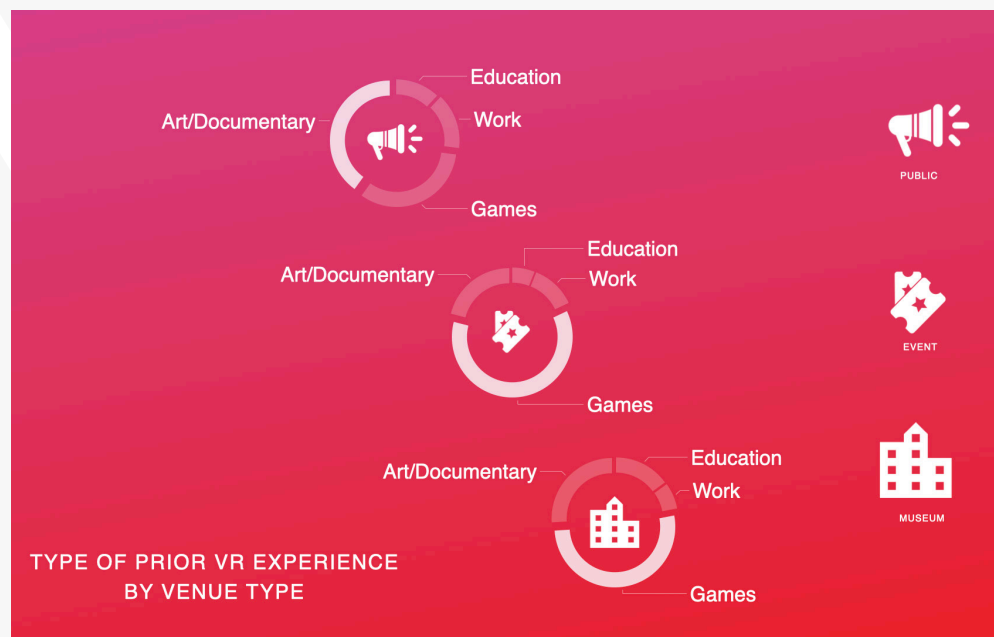 Education
Art/Documentary
Work
Games
PUBLIC
Education
Art/Documentary
Work
Games
EVENT
Education
Art/Documentary
Work
Games
MUSEUM
TYPE OF PRIOR VR EXPERIENCE
BY VENUE TYPE